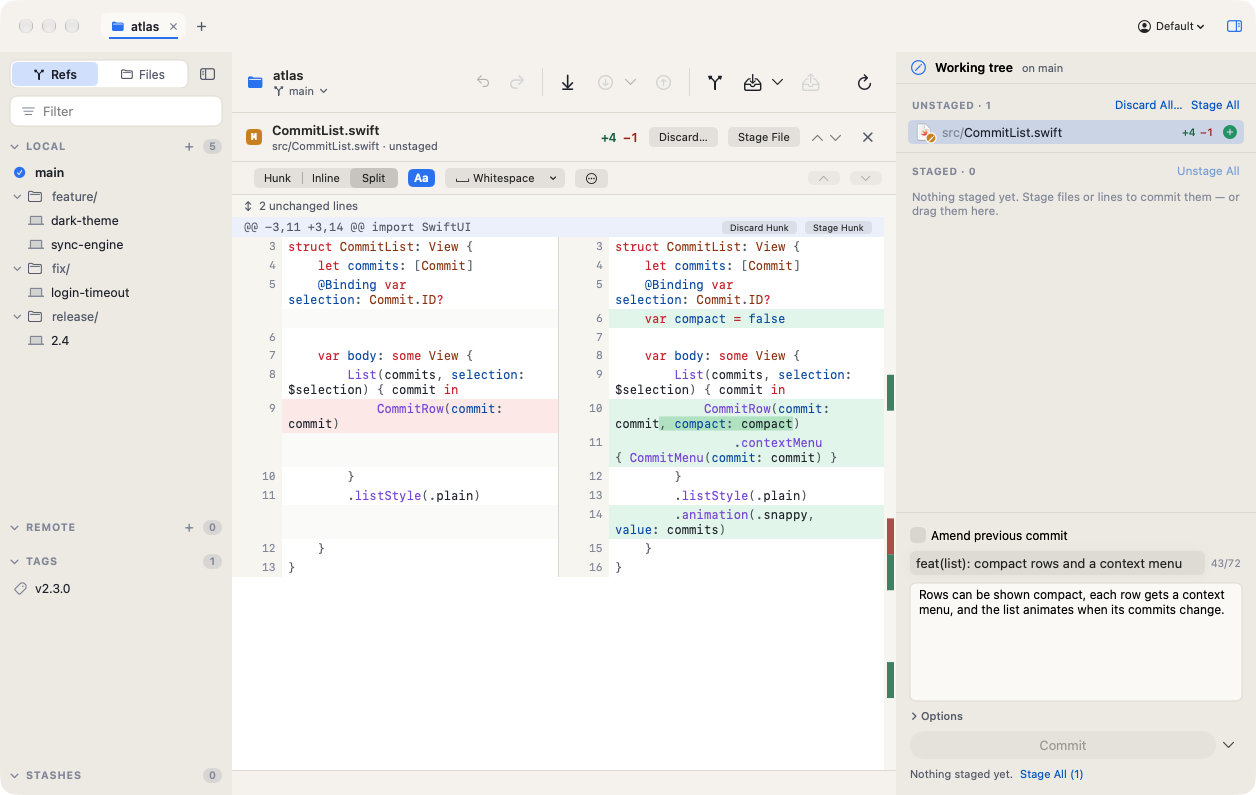 atlas
Default
Refs
Files
Filter
LOCAL
5
main
feature/
dark-theme
sync-engine
fix/
login-timeout
release/
2.4
REMOTE
0
TAGS
1
v2.3.0
STASHES
0
atlas
main
M
CommitList.swift
src/CommitList.swift · unstaged
+4 −1
Discard...
Stage File
Hunk
Inline
Split
Aa
Whitespace
2 unchanged lines
@@ −3,11 +3,14 @@ import SwiftUI
Discard Hunk
Stage Hunk
3 struct CommitList: View {
4 let commits: [Commit]
5 @Binding var
selection: Commit.ID?
6
7 var body: some View {
8 List(commits, selection:
$selection) { commit in
9 CommitRow(commit:
commit)
10 }
11 .listStyle(.plain)
12 }
13 }
3 struct CommitList: View {
4 let commits: [Commit]
5 @Binding var
selection: Commit.ID?
6 var compact = false
7
8 var body: some View {
9 List(commits, selection:
$selection) { commit in
10 CommitRow(commit:
commit, compact: compact)
11 .contextMenu
{ CommitMenu(commit: commit) }
12 }
13 .listStyle(.plain)
14 .animation(.snappy,
value: commits)
15 }
16 }
Working tree on main
UNSTAGED · 1
Discard All...
Stage All
src/CommitList.swift
+4 −1
STAGED · 0
Unstage All
Nothing staged yet. Stage files or lines to commit them — or
drag them here.
Amend previous commit
feat(list): compact rows and a context menu
43/72
Rows can be shown compact, each row gets a context
menu, and the list animates when its commits change.
Options
Commit
Nothing staged yet. Stage All (1)